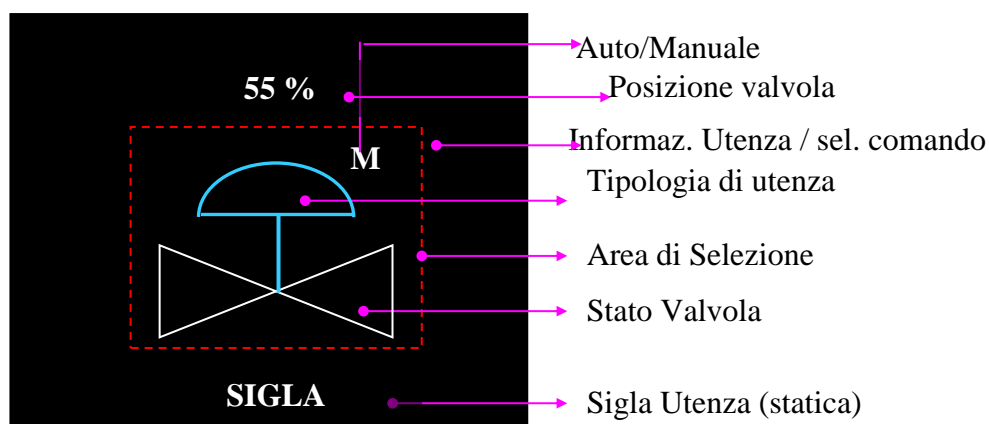 Auto/Manuale
55 %
Posizione valvola
Informaz. Utenza / sel. comando
M
Tipologia di utenza
Area di Selezione
Stato Valvola
SIGLA
Sigla Utenza (statica)